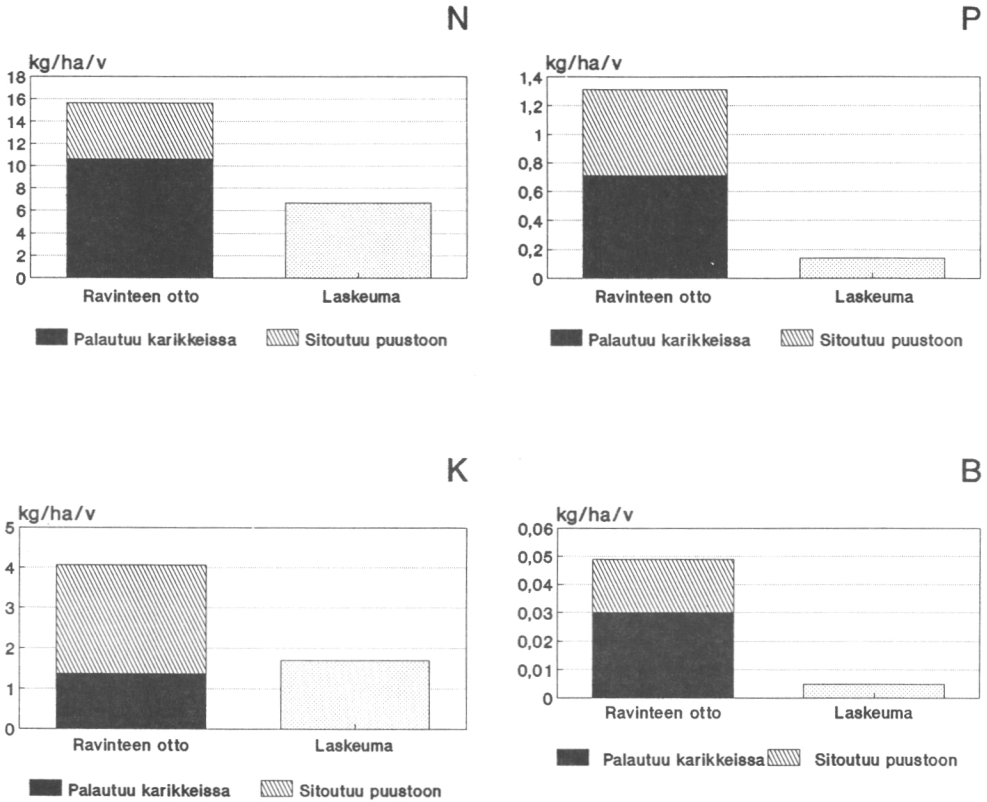 N
kg/ha/v
18
16
14
12
10
8
6
4
2
0
Ravinteen otto Laskeuma
Palautuu karikkeissa Sitoutuu puustoon
P
kg/ha/v
1,4
1,2
1
0,8
0,6
0,4
0,2
0
Ravinteen otto Laskeuma
Palautuu karikkeissa Sitoutuu puustoon
K
kg/ha/v
5
4
3
2
1
0
Ravinteen otto Laskeuma
Palautuu karikkeissa Sitoutuu puustoon
B
kg/ha/v
0,06
0,05
0,04
0,03
0,02
0,01
0
Ravinteen otto Laskeuma
Palautuu karikkeissa Sitoutuu puustoon